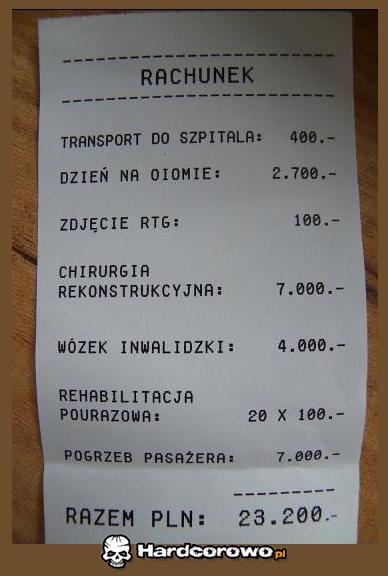 RACHUNEK
TRANSPORT DO SZPITALA: 400.-
DZIEŃ NA OIOMIE: 2.700.-
ZDJĘCIE RTG: 100.-
CHIRURGIA
REKONSTRUKCYJNA: 7.000.-
WÓZEK INWALIDZKI: 4.000.-
REHABILITACJA
POURAZOWA: 20 X 100.-
POGRZEB PASAŻERA: 7.000.-
RAZEM PLN: 23.200.-
Hardcorowo.pl